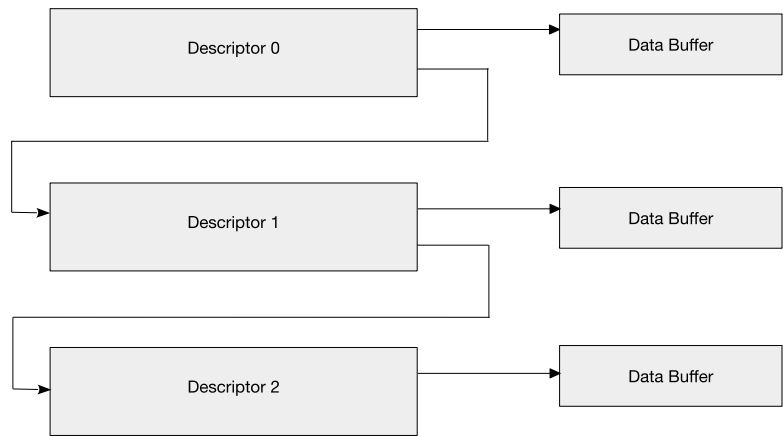 Descriptor 0
Data Buffer
Descriptor 1
Data Buffer
Descriptor 2
Data Buffer